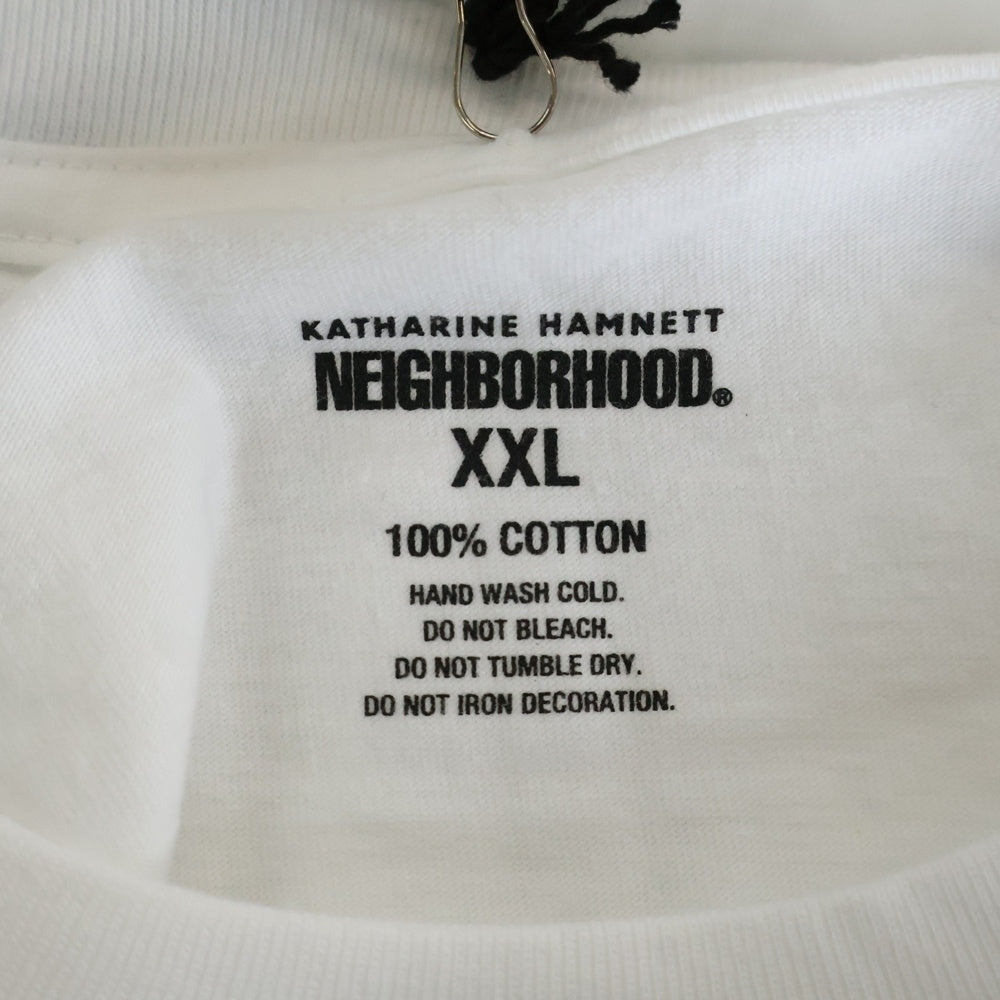 KATHARINE HAMNETT
NEIGHBORHOOD®
XXL
100% COTTON
HAND WASH COLD.
DO NOT BLEACH.
DO NOT TUMBLE DRY.
DO NOT IRON DECORATION.